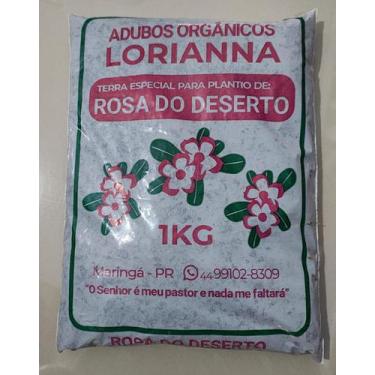 ADUBOS ORGÂNICOS
LORIANNA
TERRA ESPECIAL PARA PLANTIO DE:
ROSA DO DESERTO
1KG
Maringá - PR 44 99102-8309
"O Senhor é meu pastor e nada me faltará"
ROSA DO DESERTO